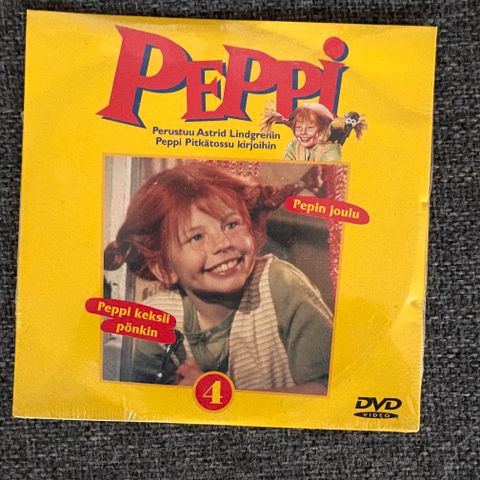 PEPPi
Perustuu Astrid Lindgrenin
Peppi Pitkätossu kirjoihin
Pepin joulu
Peppi keksii
pönkin
4
DVD
VIDEO